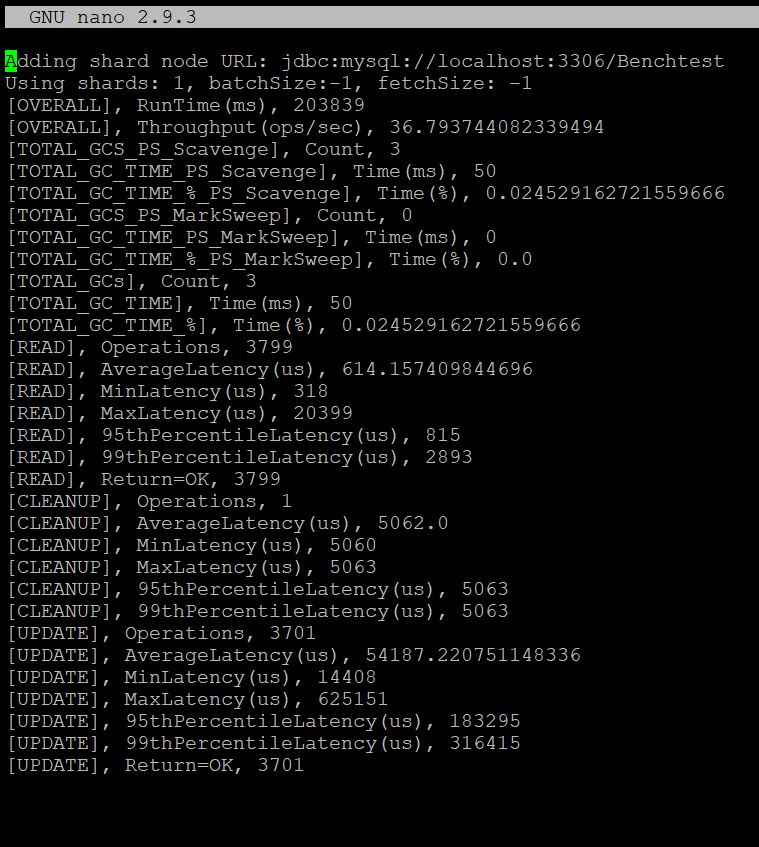 GNU nano 2.9.3
Adding shard node URL: jdbc:mysql://localhost:3306/Benchtest
Using shards: 1, batchSize:-1, fetchSize: -1
[OVERALL], RunTime(ms), 203839
[OVERALL], Throughput(ops/sec), 36.793744082339494
[TOTAL_GCS_PS_Scavenge], Count, 3
[TOTAL_GC_TIME_PS_Scavenge], Time(ms), 50
[TOTAL_GC_TIME_%_PS_Scavenge], Time(%), 0.024529162721559666
[TOTAL_GCS_PS_MarkSweep], Count, 0
[TOTAL_GC_TIME_PS_MarkSweep], Time(ms), 0
[TOTAL_GC_TIME_%_PS_MarkSweep], Time(%), 0.0
[TOTAL_GCs], Count, 3
[TOTAL_GC_TIME], Time(ms), 50
[TOTAL_GC_TIME_%], Time(%), 0.024529162721559666
[READ], Operations, 3799
[READ], AverageLatency(us), 614.157409844696
[READ], MinLatency(us), 318
[READ], MaxLatency(us), 20399
[READ], 95thPercentileLatency(us), 815
[READ], 99thPercentileLatency(us), 2893
[READ], Return=OK, 3799
[CLEANUP], Operations, 1
[CLEANUP], AverageLatency(us), 5062.0
[CLEANUP], MinLatency(us), 5060
[CLEANUP], MaxLatency(us), 5063
[CLEANUP], 95thPercentileLatency(us), 5063
[CLEANUP], 99thPercentileLatency(us), 5063
[UPDATE], Operations, 3701
[UPDATE], AverageLatency(us), 54187.220751148336
[UPDATE], MinLatency(us), 14408
[UPDATE], MaxLatency(us), 625151
[UPDATE], 95thPercentileLatency(us), 183295
[UPDATE], 99thPercentileLatency(us), 316415
[UPDATE], Return=OK, 3701